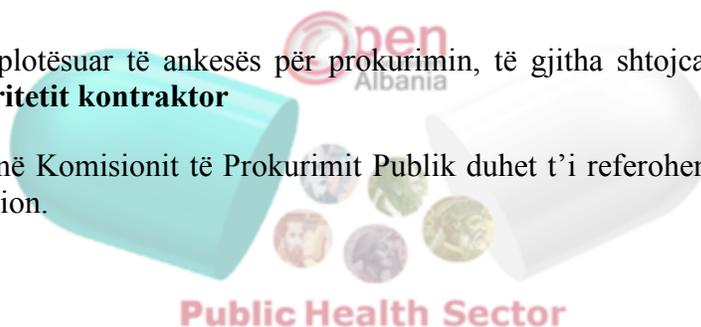 Open
Albania
plotësuar të ankesës për prokurimin, të gjitha shtojca
ritetit kontraktor
në Komisionit të Prokurimit Publik duhet t’i referohen
ion.
Public Health Sector